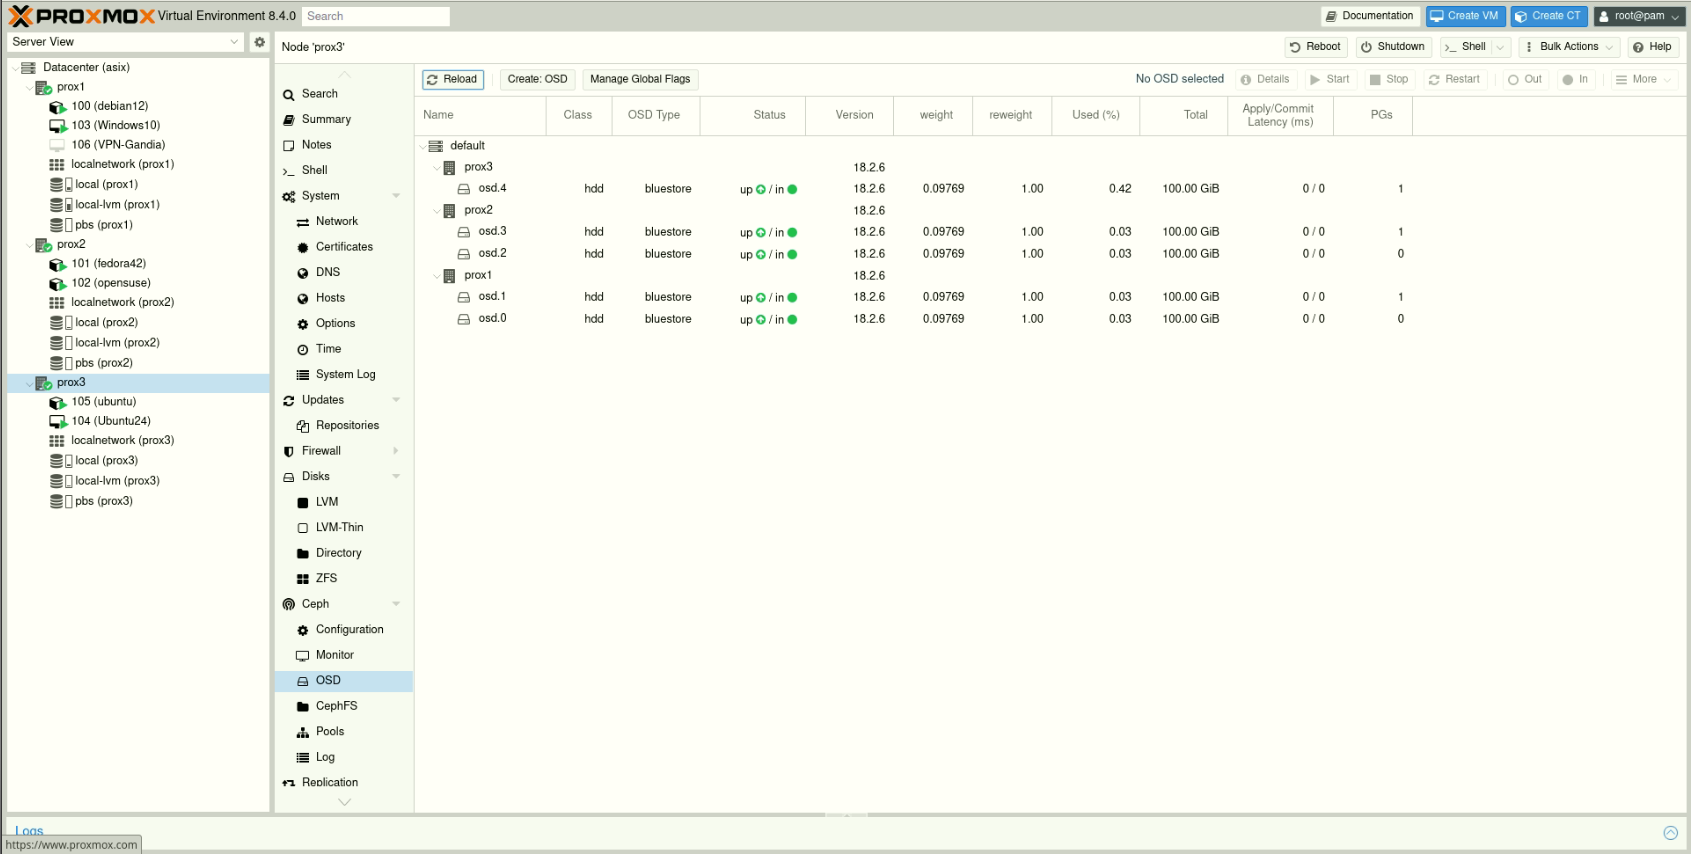 PROXMOX Virtual Environment 8.4.0 Search Documentation Create VM Create CT root@pam
Server View
Node 'prox3' Reboot Shutdown Shell Bulk Actions Help
Datacenter (asix)
prox1
100 (debian12)
103 (Windows10)
106 (VPN-Gandia)
localnetwork (prox1)
local (prox1)
local-lvm (prox1)
pbs (prox1)
prox2
101 (fedora42)
102 (opensuse)
localnetwork (prox2)
local (prox2)
local-lvm (prox2)
pbs (prox2)
prox3
105 (ubuntu)
104 (Ubuntu24)
localnetwork (prox3)
local (prox3)
local-lvm (prox3)
pbs (prox3)
Search
Summary
Notes
Shell
System
Network
Certificates
DNS
Hosts
Options
Time
System Log
Updates
Repositories
Firewall
Disks
LVM
LVM-Thin
Directory
ZFS
Ceph
Configuration
Monitor
OSD
CephFS
Pools
Log
Replication
Reload Create: OSD Manage Global Flags No OSD selected Details Start Stop Restart Out In More
Name Class OSD Type Status Version weight reweight Used (%) Total Apply/Commit Latency (ms) PGs
default
prox3 18.2.6
osd.4 hdd bluestore up / in 18.2.6 0.09769 1.00 0.42 100.00 GiB 0 / 0 1
prox2 18.2.6
osd.3 hdd bluestore up / in 18.2.6 0.09769 1.00 0.03 100.00 GiB 0 / 0 1
osd.2 hdd bluestore up / in 18.2.6 0.09769 1.00 0.03 100.00 GiB 0 / 0 0
prox1 18.2.6
osd.1 hdd bluestore up / in 18.2.6 0.09769 1.00 0.03 100.00 GiB 0 / 0 1
osd.0 hdd bluestore up / in 18.2.6 0.09769 1.00 0.03 100.00 GiB 0 / 0 0
Logs
https://www.proxmox.com